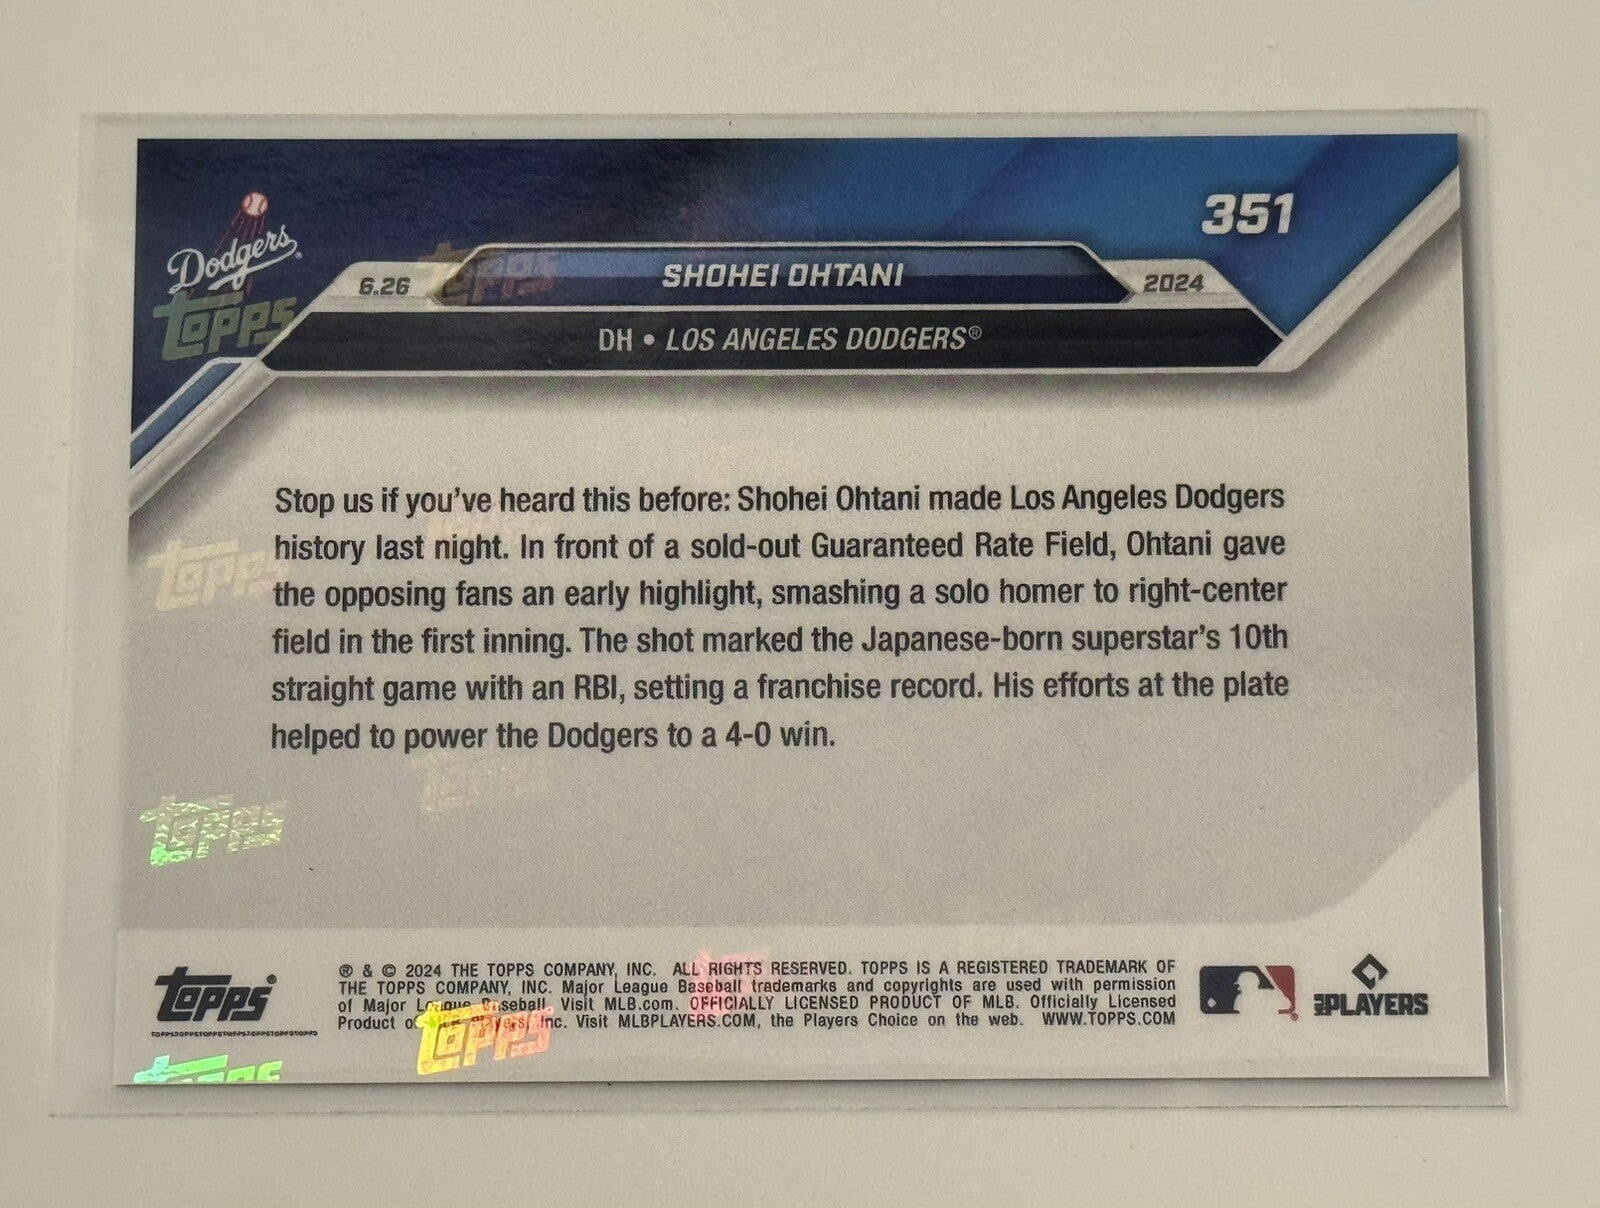 Dodgers
Topps
6.26
SHOHEI OHTANI
2024
351
DH • LOS ANGELES DODGERS®
Stop us if you've heard this before: Shohei Ohtani made Los Angeles Dodgers
history last night. In front of a sold-out Guaranteed Rate Field, Ohtani gave
the opposing fans an early highlight, smashing a solo homer to right-center
field in the first inning. The shot marked the Japanese-born superstar's 10th
straight game with an RBI, setting a franchise record. His efforts at the plate
helped to power the Dodgers to a 4-0 win.
Topps
Topps
Topps®
® & © 2024 THE TOPPS COMPANY, INC. ALL RIGHTS RESERVED. TOPPS IS A REGISTERED TRADEMARK OF
THE TOPPS COMPANY, INC. Major League Baseball trademarks and copyrights are used with permission
of Major League Baseball. Visit MLB.com. OFFICIALLY LICENSED PRODUCT OF MLB. Officially Licensed
Product of Players, Inc. Visit MLBPLAYERS.COM, the Players Choice on the web. WWW.TOPPS.COM
MLB PLAYERS
Topps
Topps